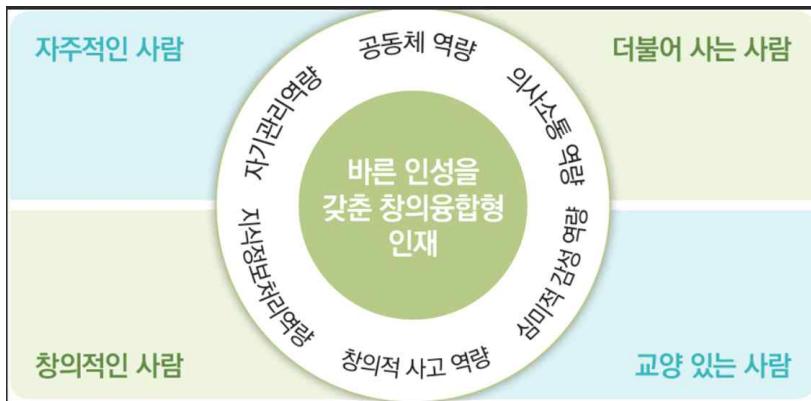 자주적인 사람
더불어 사는 사람
공동체 역량
의사소통 역량
심미적 감성 역량
창의적 사고 역량
지식정보처리역량
자기관리역량
바른 인성을
갖춘 창의융합형
인재
창의적인 사람
교양 있는 사람